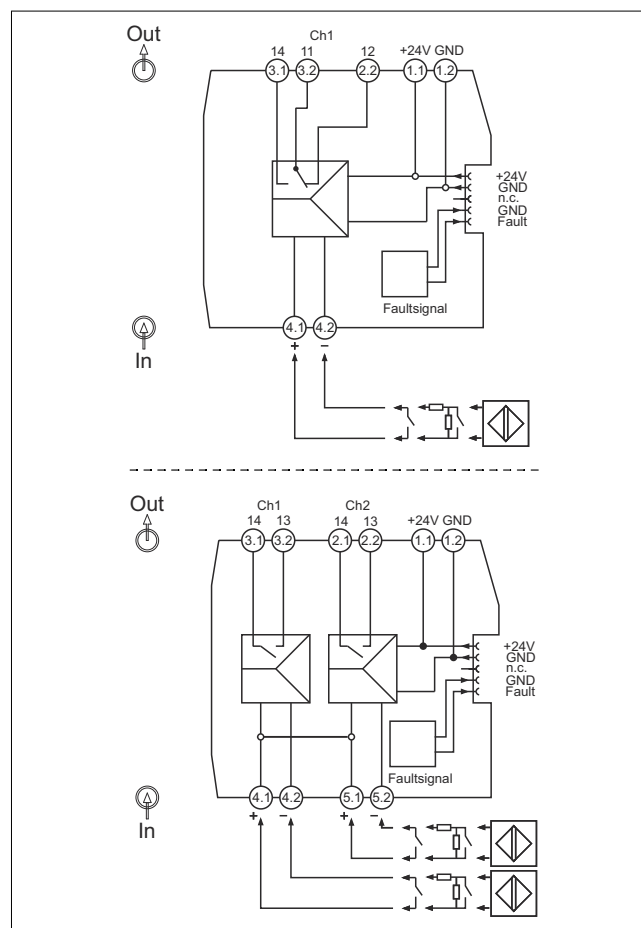 Out
Ch1
14 11 12 +24V GND
3.1 3.2 2.2 1.1 1.2
+24V
GND
n.c.
GND
Fault
Faultsignal
4.1 4.2
+ –
In
Out
Ch1 Ch2
14 13 14 13 +24V GND
3.1 3.2 2.1 2.2 1.1 1.2
+24V
GND
n.c.
GND
Fault
Faultsignal
4.1 4.2 5.1 5.2
+ – + –
In